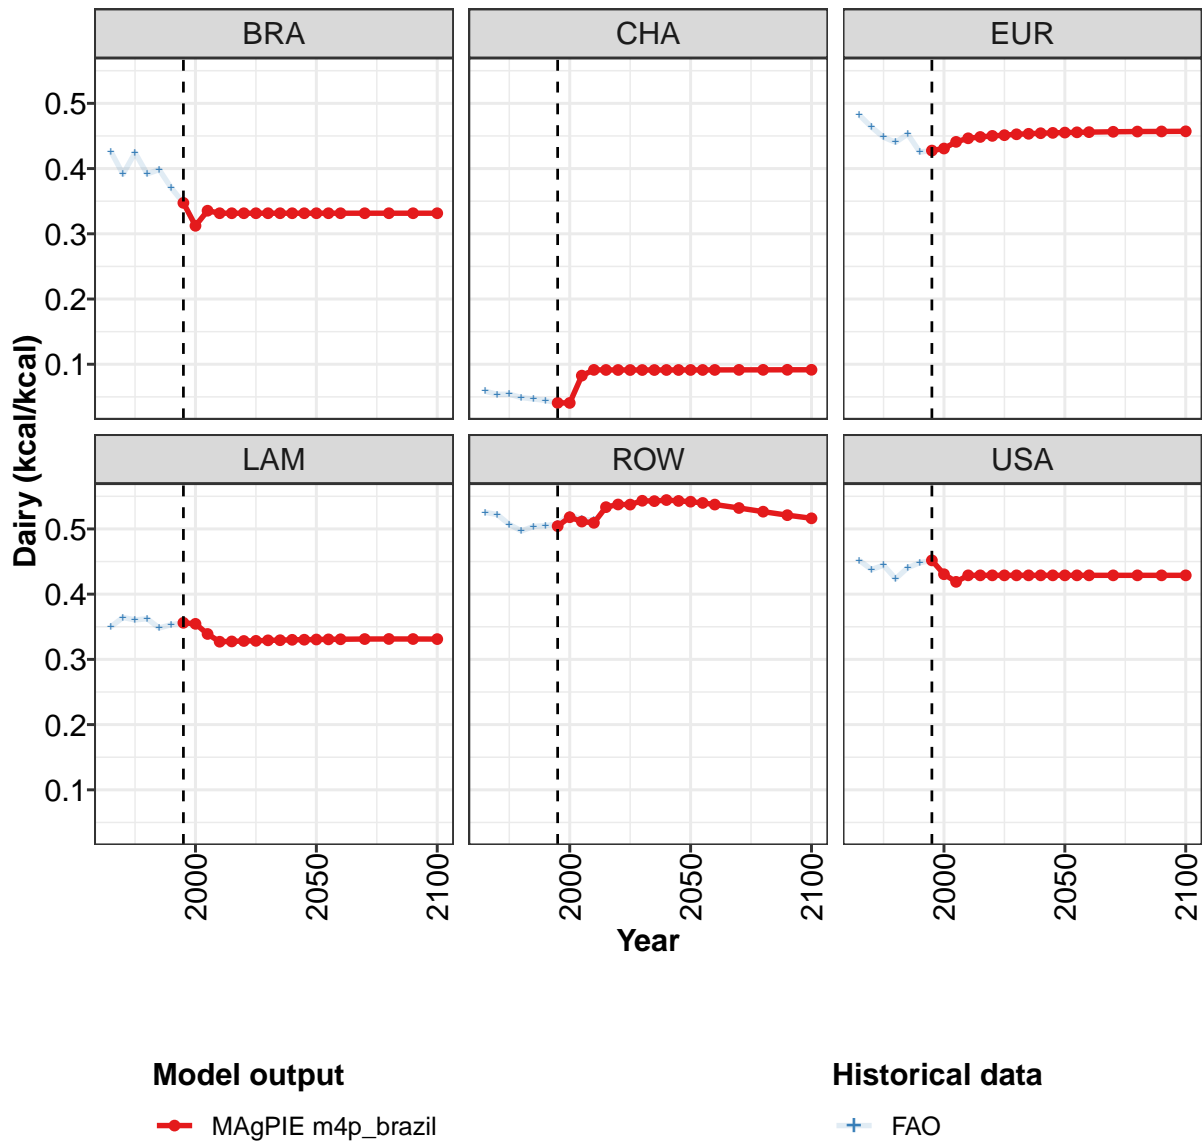 BRA CHA EUR
0.5
0.4
0.3
0.2
0.1
LAM ROW USA
0.5
0.4
0.3
0.2
0.1
Dairy (kcal/kcal)
2000 2050 2100 2000 2050 2100 2000 2050 2100
Year
Model output Historical data
MAgPIE m4p_brazil FAO